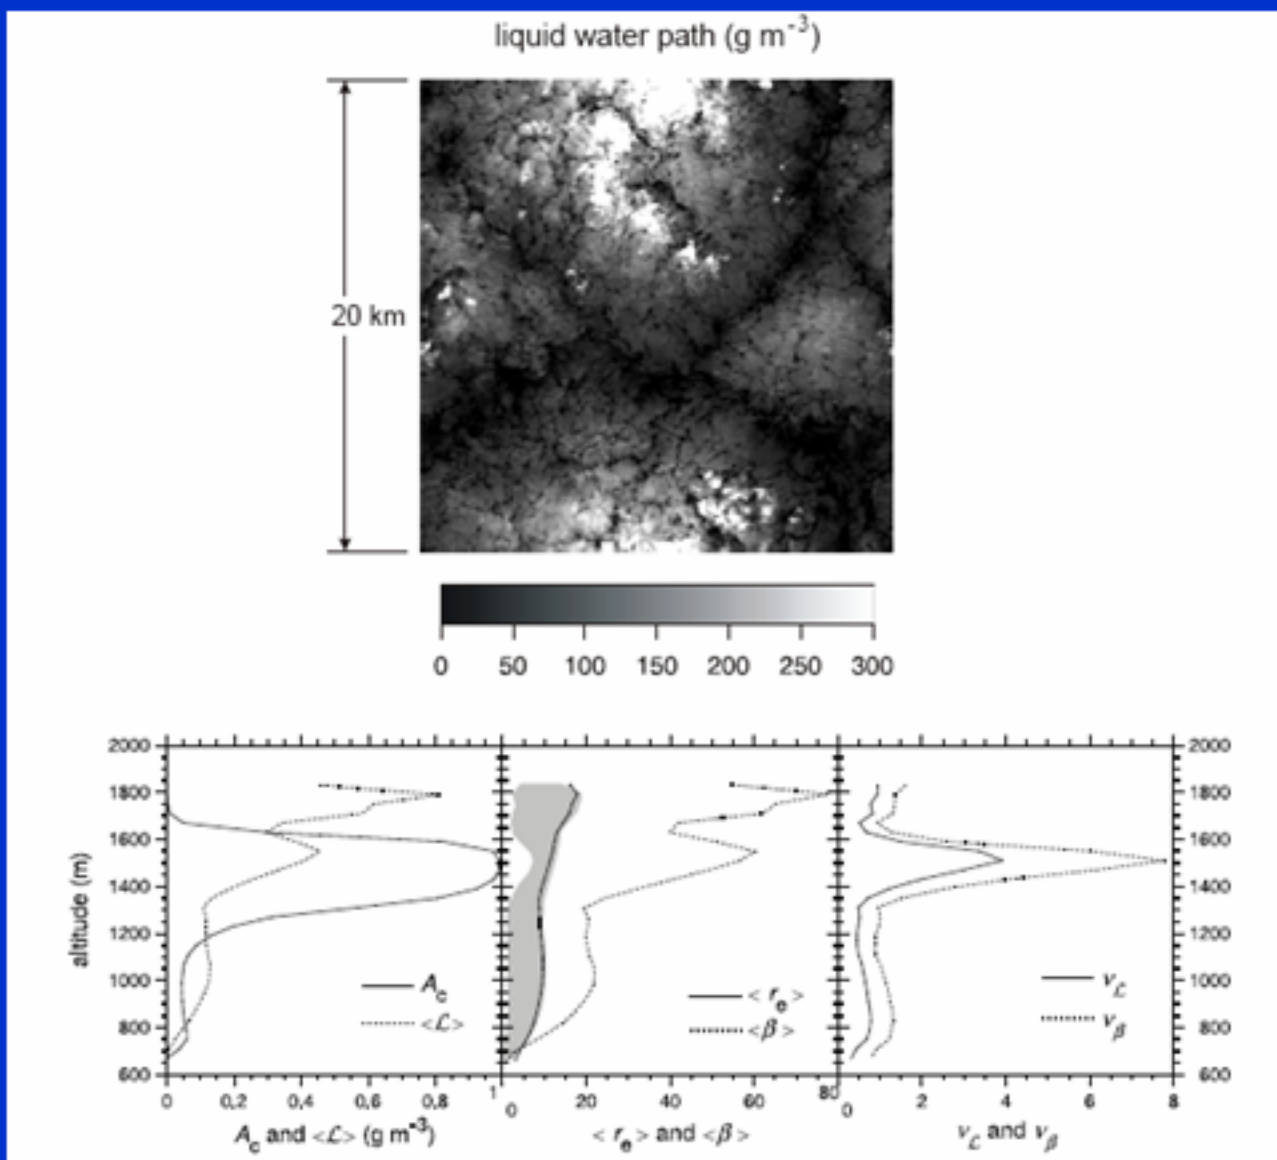 liquid water path (g m⁻³)
20 km
0 50 100 150 200 250 300
2000
1800
1600
1400
1200
1000
800
600
altitude (m)
A_c
<ℒ>
0 0,2 0,4 0,6 0,8 1
A_c and <ℒ> (g m⁻³)
< r_e >
< β >
0 20 40 60 80
< r_e > and < β >
ν_ℒ
ν_β
2000
1800
1600
1400
1200
1000
800
600
0 2 4 6 8
ν_ℒ and ν_β